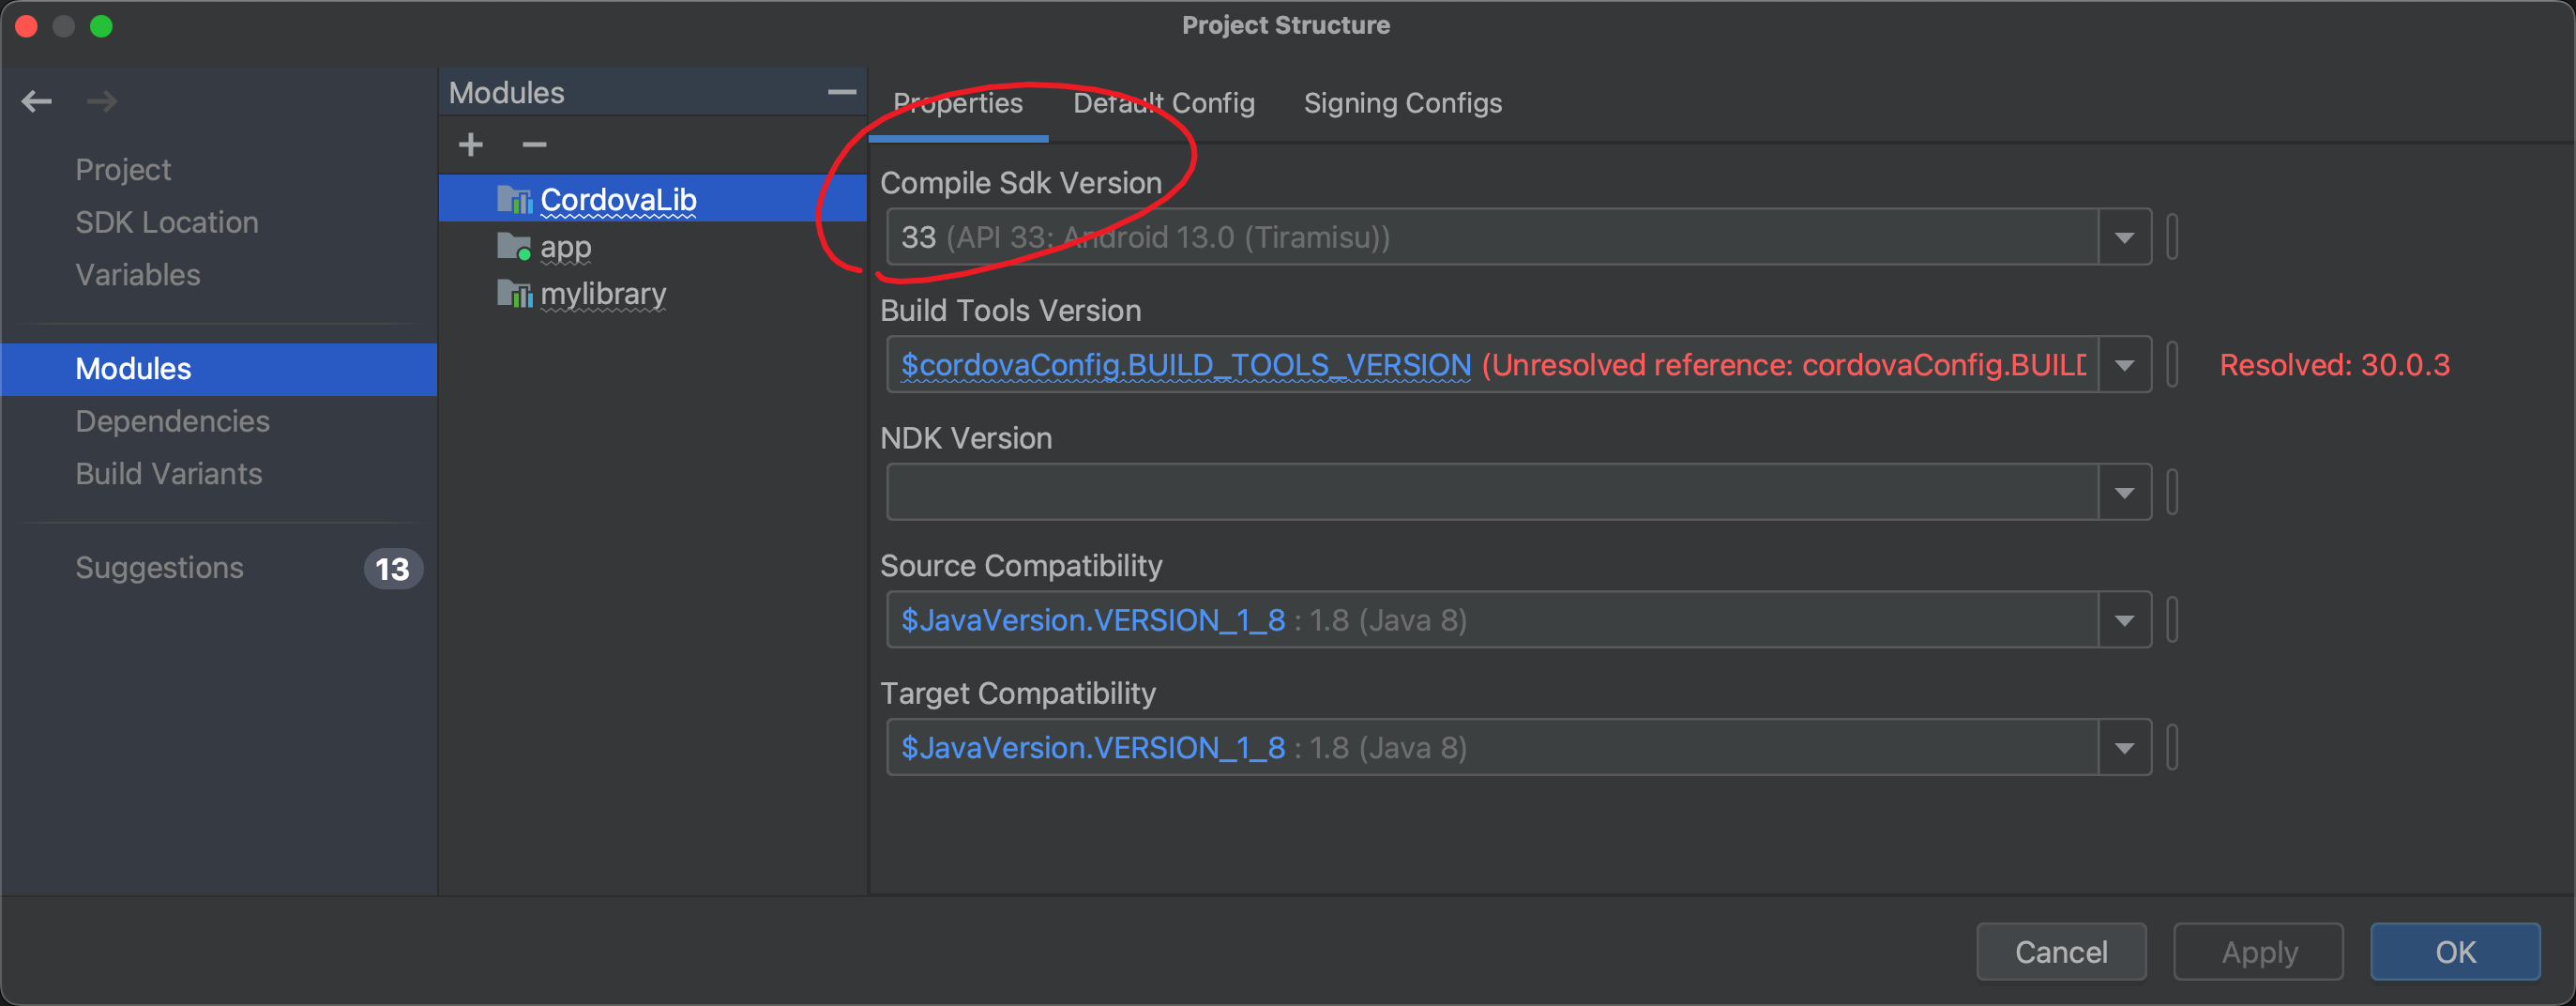 Project Structure
Project
SDK Location
Variables
Modules
Dependencies
Build Variants
Suggestions 13
Modules
CordovaLib
app
mylibrary
Properties Default Config Signing Configs
Compile Sdk Version
33 (API 33: Android 13.0 (Tiramisu))
Build Tools Version
$cordovaConfig.BUILD_TOOLS_VERSION (Unresolved reference: cordovaConfig.BUILD Resolved: 30.0.3
NDK Version
Source Compatibility
$JavaVersion.VERSION_1_8 : 1.8 (Java 8)
Target Compatibility
$JavaVersion.VERSION_1_8 : 1.8 (Java 8)
Cancel Apply OK